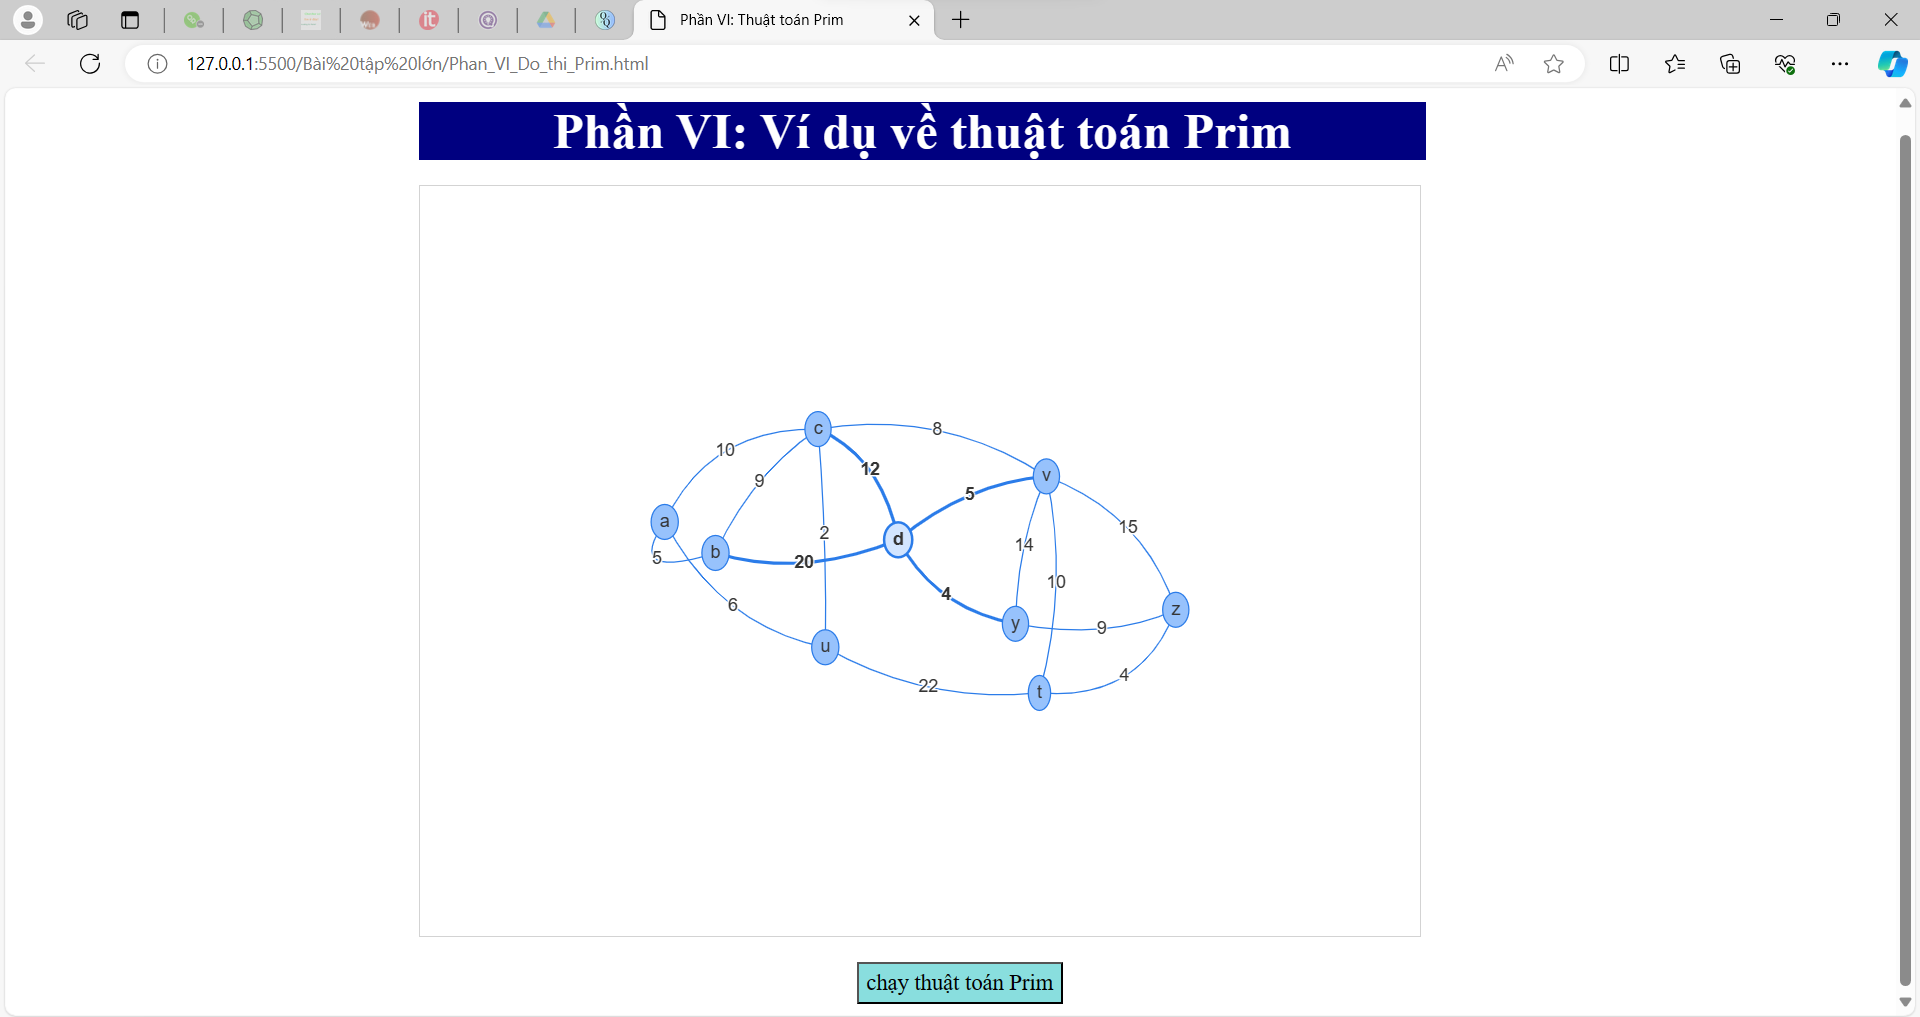 it
Phần VI: Thuật toán Prim
127.0.0.1:5500/Bài%20tập%20lớn/Phan_VI_Do_thi_Prim.html
Phần VI: Ví dụ về thuật toán Prim
c
8
10
12
v
9
5
a
15
2
d
14
b
5
20
10
4
6
z
y
9
u
4
22
t
chạy thuật toán Prim